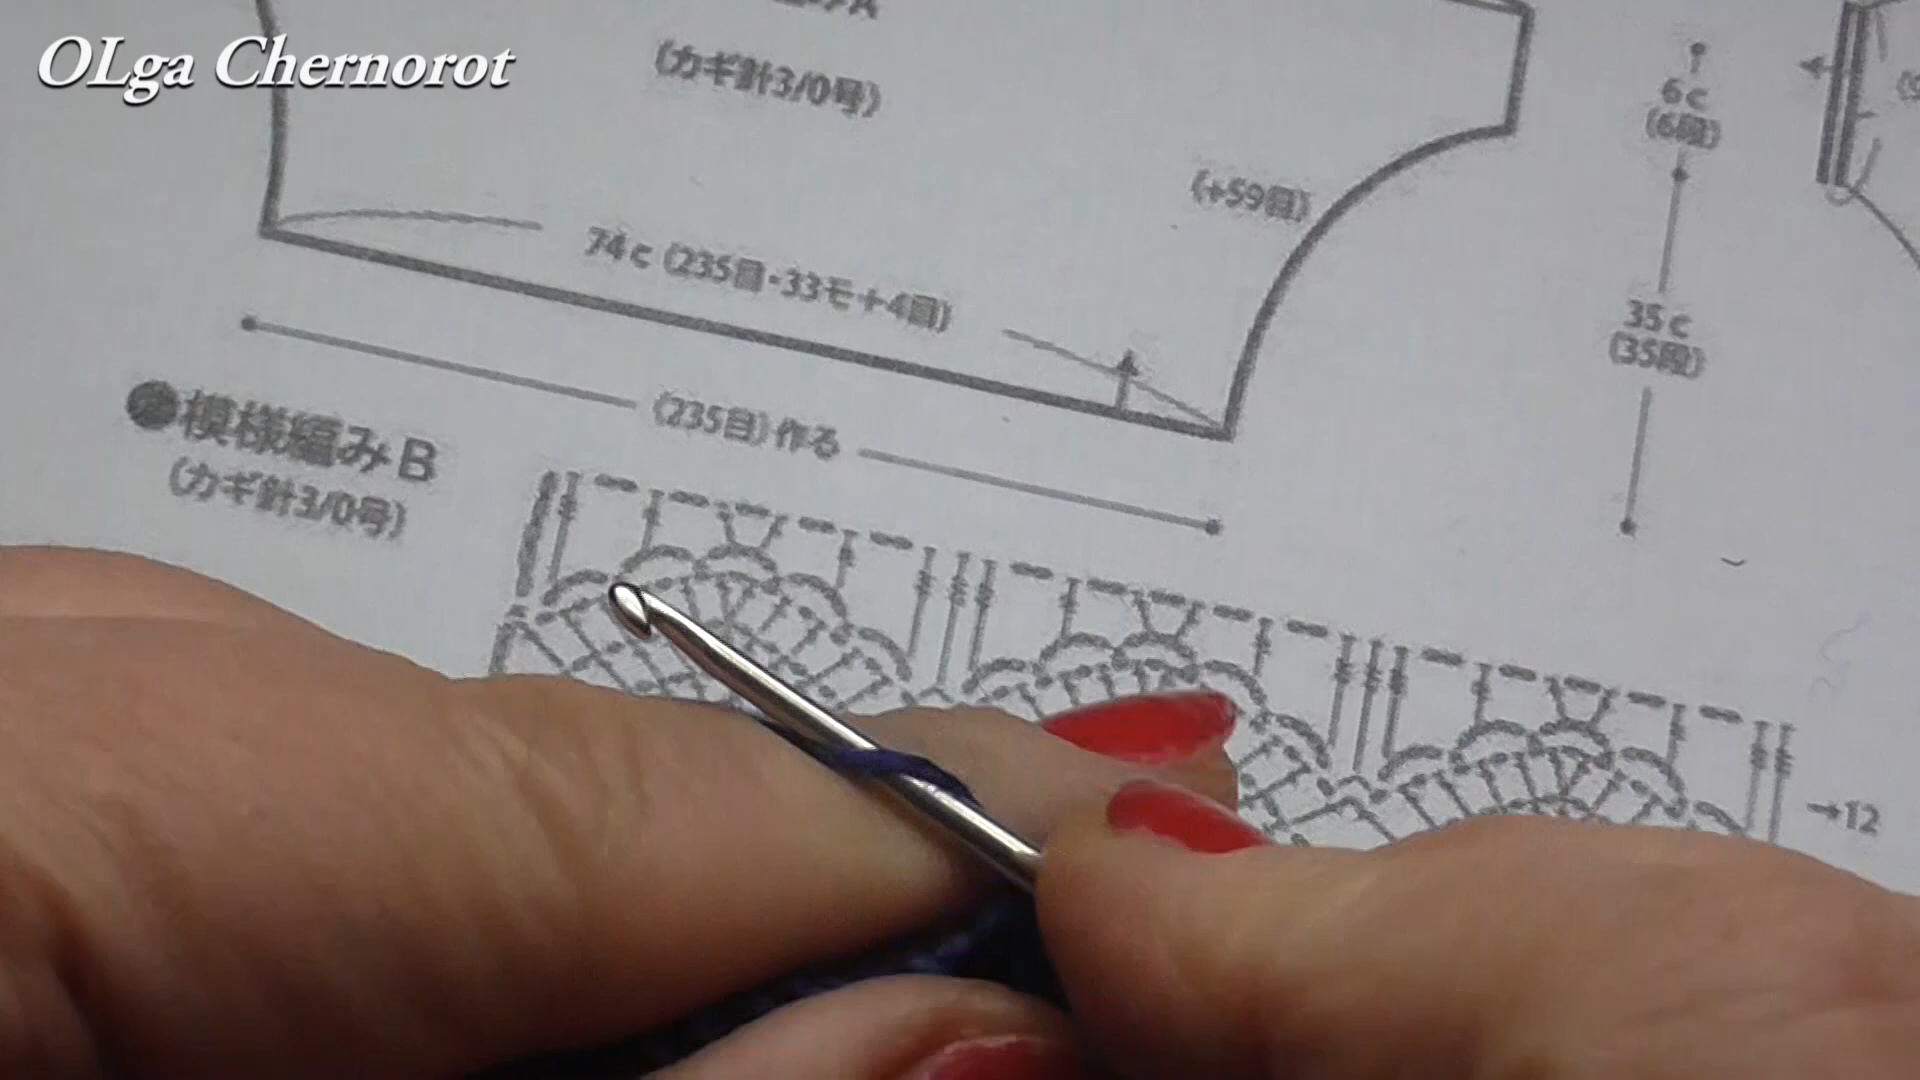 OLga Chernorot
(カギ針3/0号)
6c
(6段)
(+59目)
74c (235目・33モ+4目)
35c
(35段)
(235目) 作る
模様編みB
(カギ針3/0号)
→12